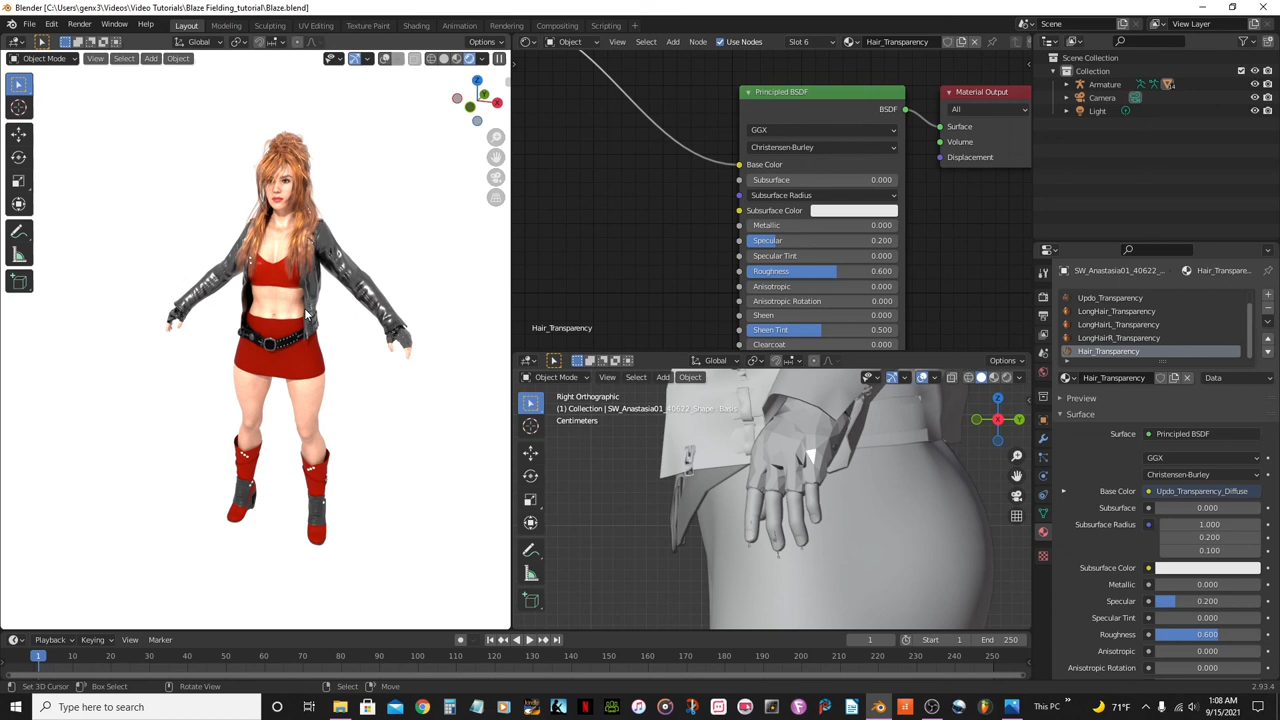 Blender [C:\Users\genx3\Videos\Video Tutorials\Blaze Fielding_tutorial\Blaze.blend]
File Edit Render Window Help Layout Modeling Sculpting UV Editing Texture Paint Shading Animation Rendering Compositing Scripting Scene View Layer
Global Options
Object View Select Add Node Use Nodes Slot 6 Hair_Transparency
Object Mode View Select Add Object
Scene Collection
Collection
Armature
Camera
Light
Principled BSDF
BSDF
GGX
Christensen-Burley
Base Color
Subsurface 0.000
Subsurface Radius
Subsurface Color
Metallic 0.000
Specular 0.200
Specular Tint 0.000
Roughness 0.600
Anisotropic 0.000
Anisotropic Rotation 0.000
Sheen 0.000
Sheen Tint 0.500
Clearcoat 0.000
Material Output
All
Surface
Volume
Displacement
Hair_Transparency
SW_Anastasia01_40622_... Hair_Transpare...
Updo_Transparency
LongHair_Transparency
LongHairL_Transparency
LongHairR_Transparency
Hair_Transparency
Hair_Transparency Data
Preview
Surface
Surface Principled BSDF
GGX
Christensen-Burley
Base Color Updo_Transparency_Diffuse
Subsurface 0.000
Subsurface Radius 1.000
0.200
0.100
Subsurface Color
Metallic 0.000
Specular 0.200
Specular Tint 0.000
Roughness 0.600
Anisotropic 0.000
Anisotropic Rotation 0.000
Global Options
Object Mode View Select Add Object
Right Orthographic
(1) Collection | SW_Anastasia01_40622_Shape : Basis
Centimeters
Z Y X
Playback Keying View Marker 1 Start 1 End 250
1 10 20 30 40 50 60 70 80 90 100 110 120 130 140 150 160 170 180 190 200 210 220 230 240 250
Set 3D Cursor Box Select Rotate View Select Move 2.93.4
Type here to search This PC 71°F 1:08 AM
9/15/2021